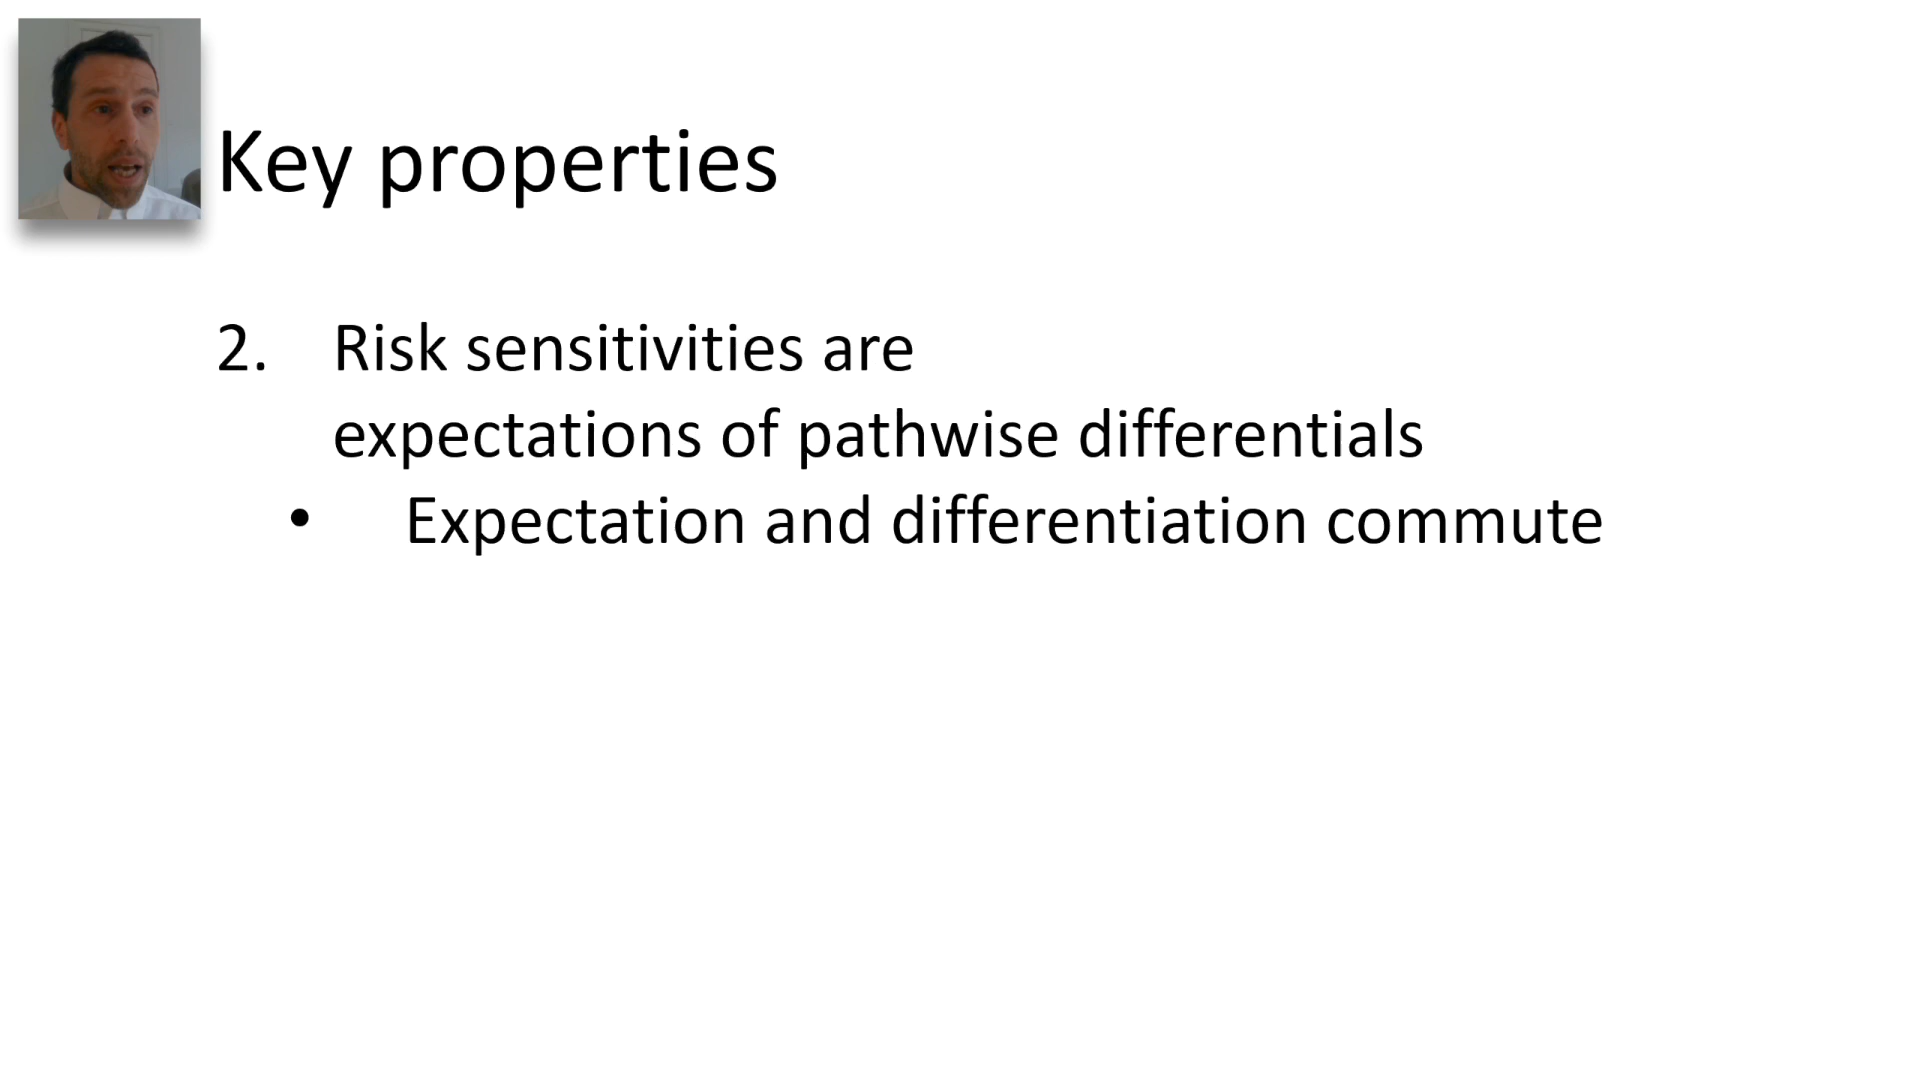 Key properties
2. Risk sensitivities are
expectations of pathwise differentials
• Expectation and differentiation commute